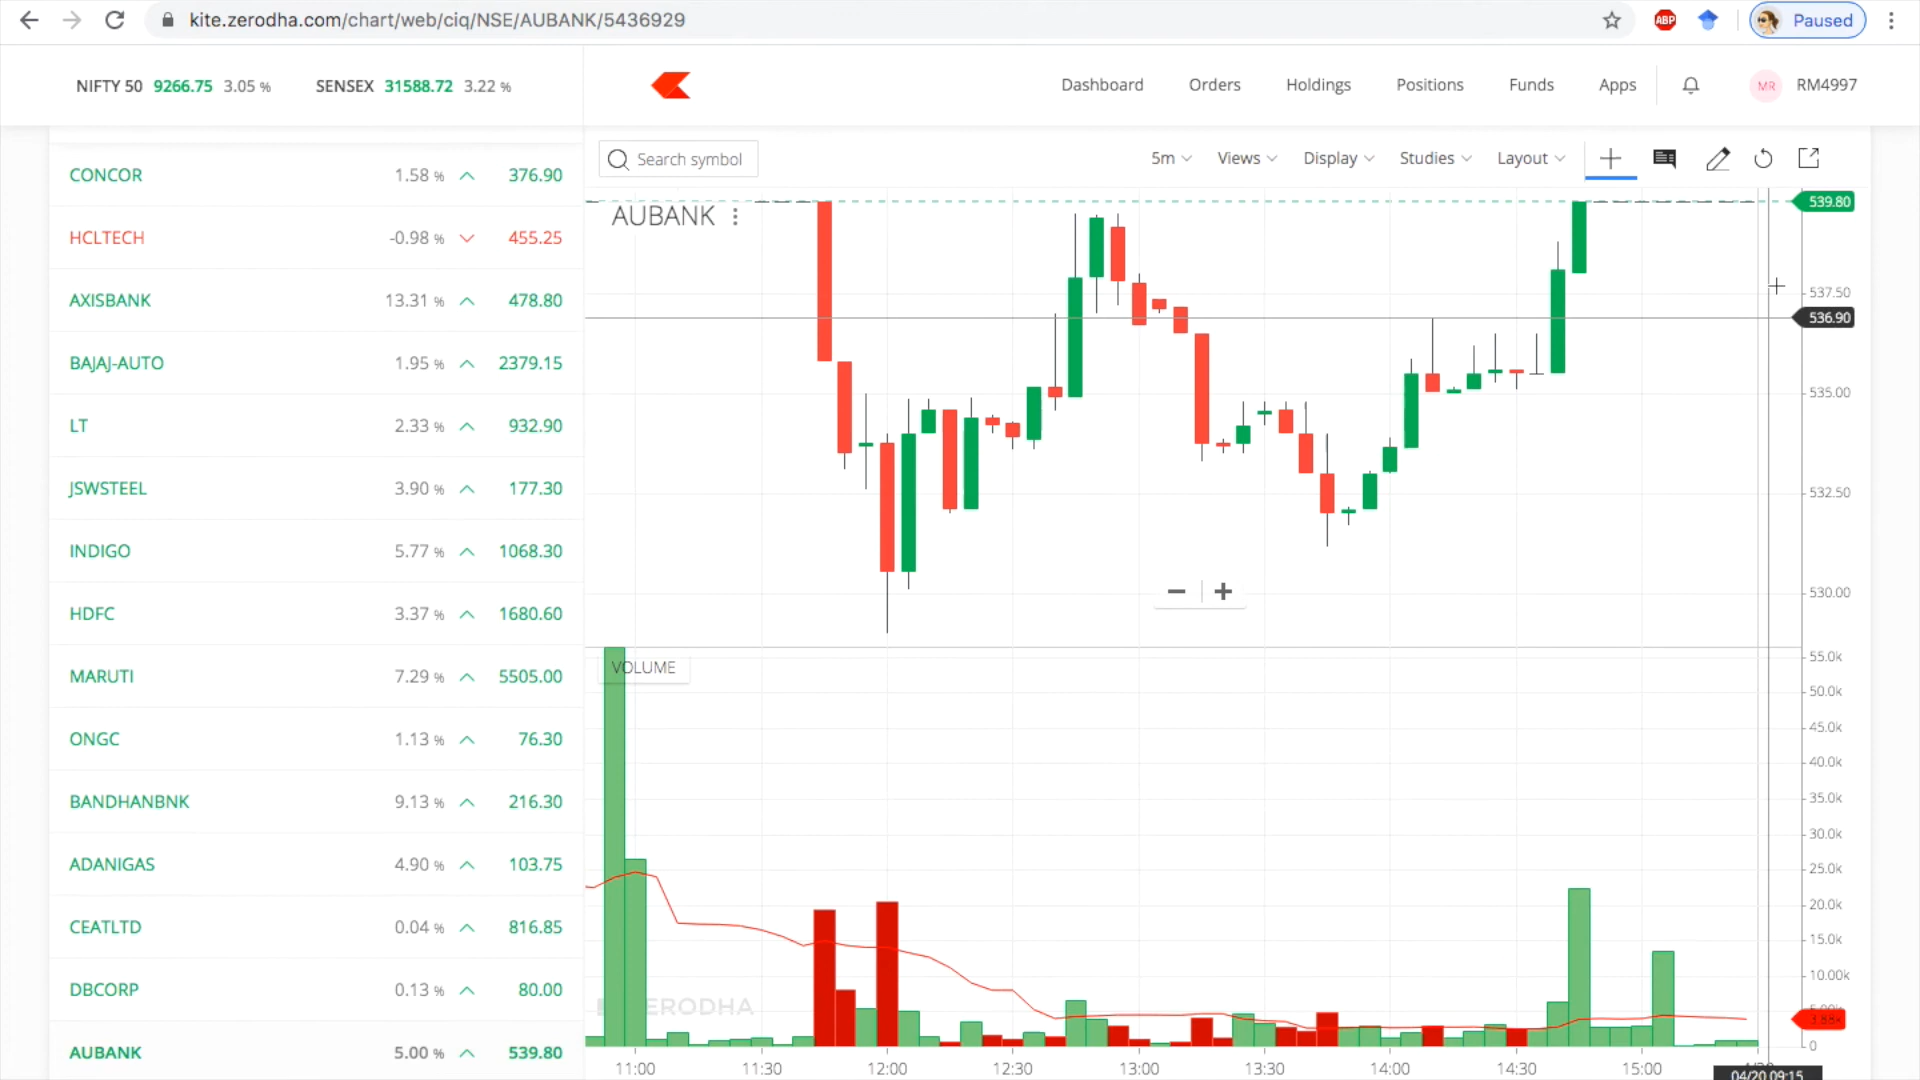 kite.zerodha.com/chart/web/ciq/NSE/AUBANK/5436929
ABP
Paused
NIFTY 50 9266.75 3.05 % SENSEX 31588.72 3.22 %
Dashboard Orders Holdings Positions Funds Apps
MR RM4997
CONCOR 1.58 % 376.90
HCLTECH -0.98 % 455.25
AXISBANK 13.31 % 478.80
BAJAJ-AUTO 1.95 % 2379.15
LT 2.33 % 932.90
JSWSTEEL 3.90 % 177.30
INDIGO 5.77 % 1068.30
HDFC 3.37 % 1680.60
MARUTI 7.29 % 5505.00
ONGC 1.13 % 76.30
BANDHANBNK 9.13 % 216.30
ADANIGAS 4.90 % 103.75
CEATLTD 0.04 % 816.85
DBCORP 0.13 % 80.00
AUBANK 5.00 % 539.80
Search symbol
5m Views Display Studies Layout
AUBANK
539.80
537.50
536.90
535.00
532.50
530.00
VOLUME
55.0k
50.0k
45.0k
40.0k
35.0k
30.0k
25.0k
20.0k
15.0k
10.00k
5.00k
0
ZERODHA
11:00 11:30 12:00 12:30 13:00 13:30 14:00 14:30 15:00
04/20 09:15